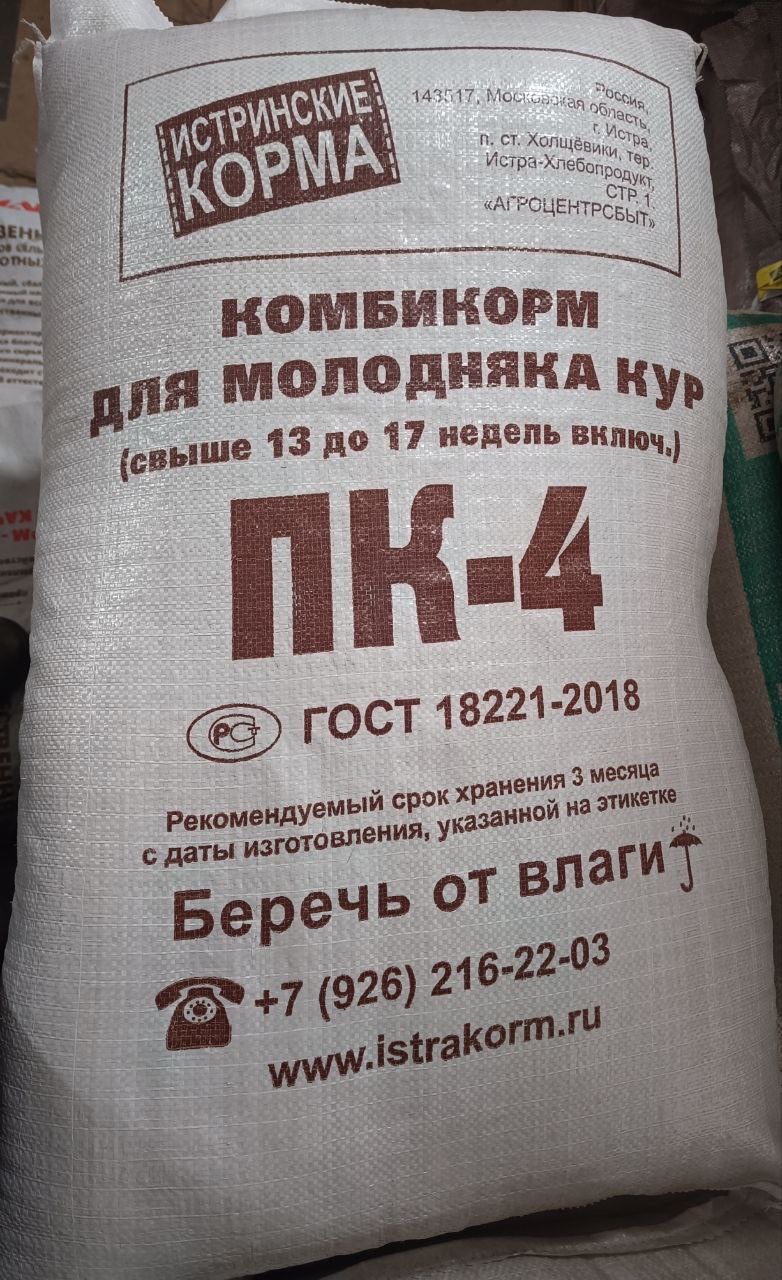 ИСТРИНСКИЕ
КОРМА
Россия,
143517, Московская область,
г. Истра,
п. ст. Холщёвики, тер.
Истра-Хлебопродукт,
СТР. 1.
«АГРОЦЕНТРСБЫТ»
КОМБИКОРМ
ДЛЯ МОЛОДНЯКА КУР
(свыше 13 до 17 недель включ.)
ПК-4
РСТ ГОСТ 18221-2018
Рекомендуемый срок хранения 3 месяца
с даты изготовления, указанной на этикетке
Беречь от влаги
+7 (926) 216-22-03
www.istrakorm.ru